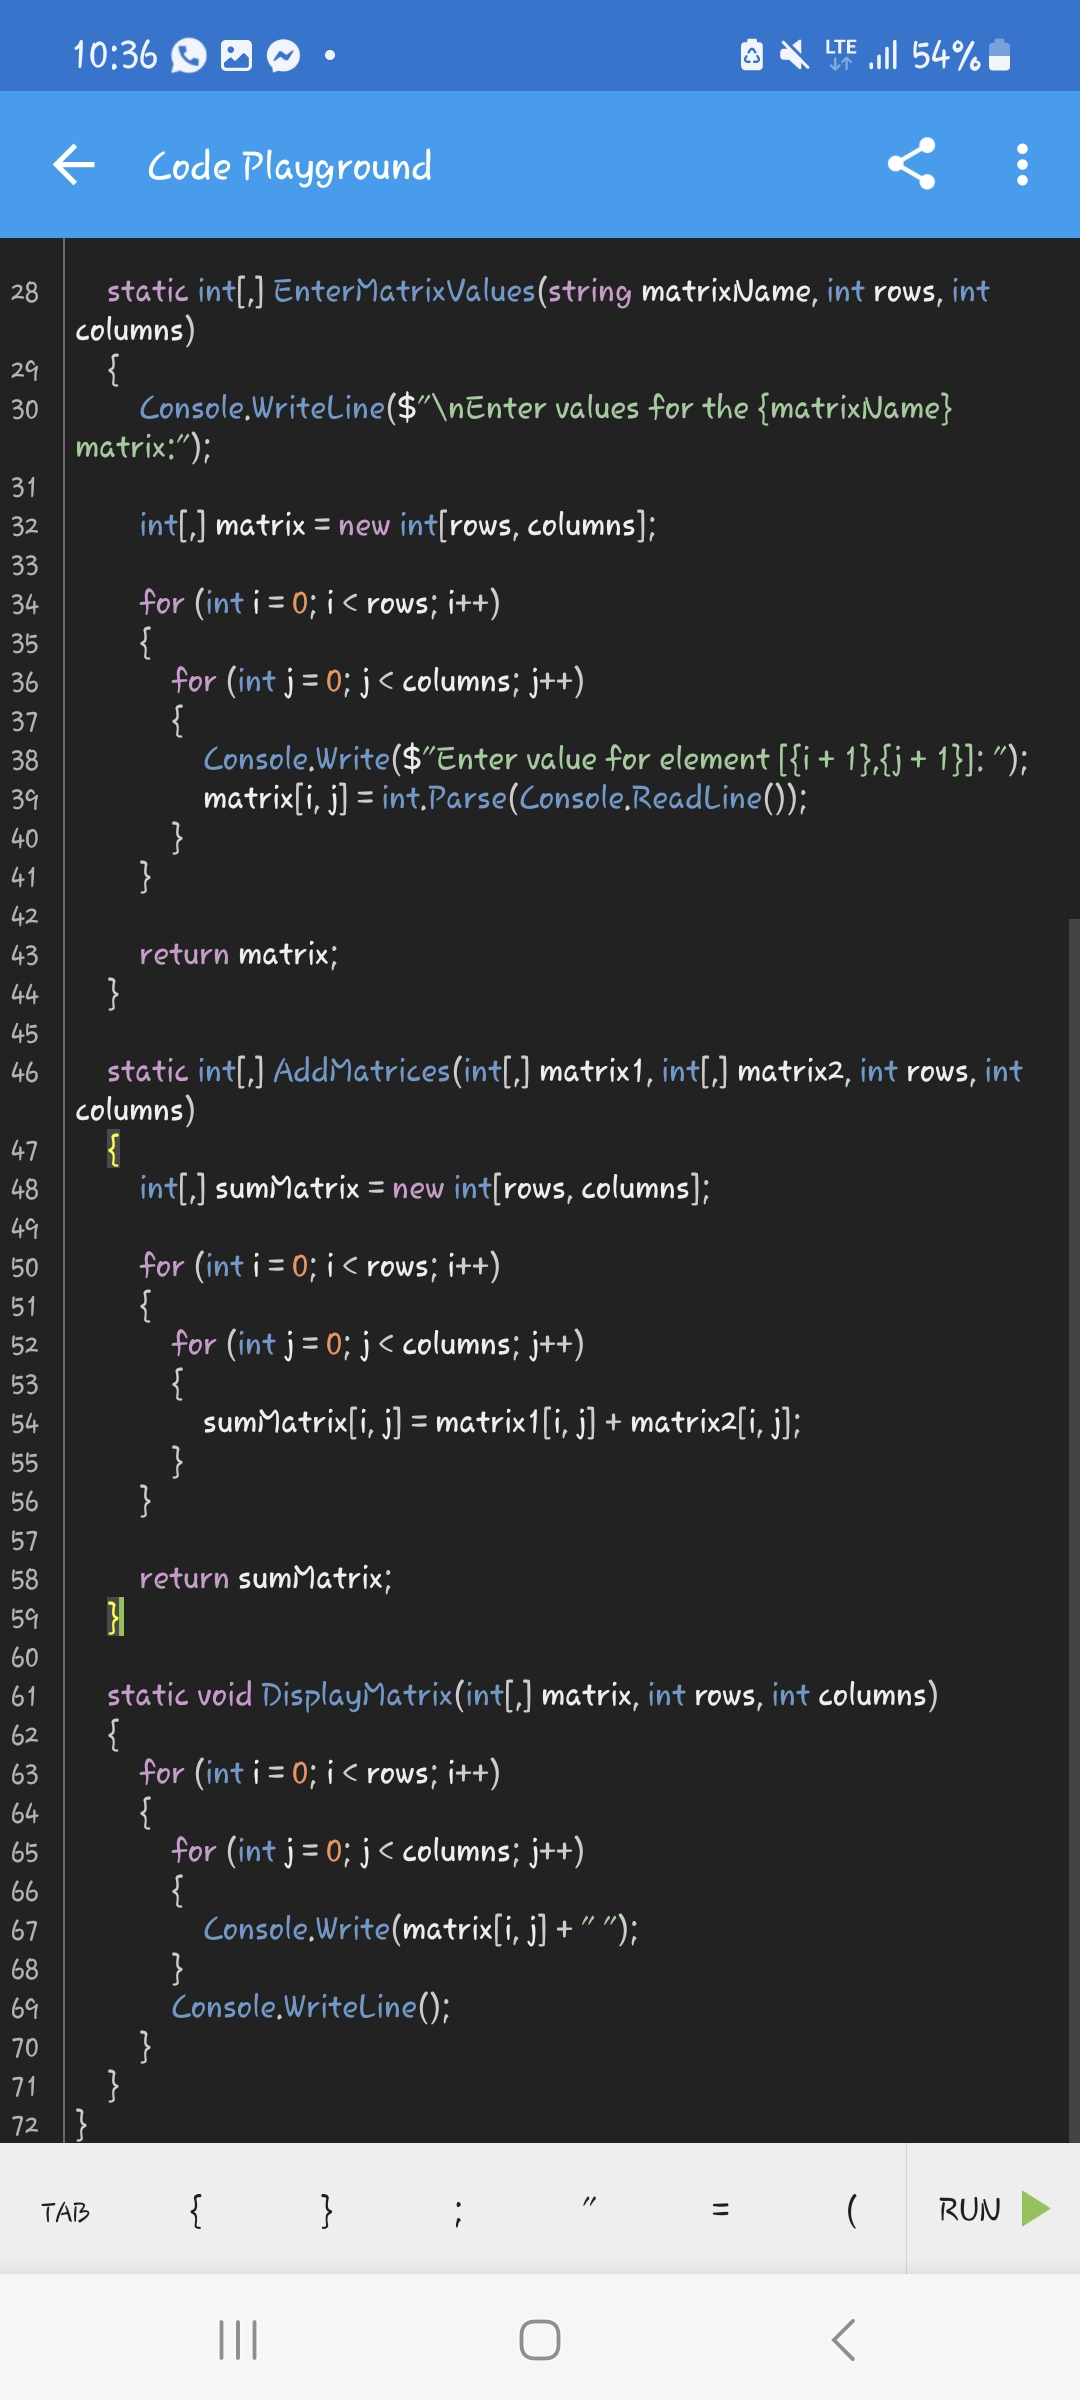 10:36 LTE 54%
Code Playground
28 static int[,] EnterMatrixValues(string matrixName, int rows, int
columns)
29 {
30 Console.WriteLine($"\nEnter values for the {matrixName}
matrix:");
31
32 int[,] matrix = new int[rows, columns];
33
34 for (int i = 0; i < rows; i++)
35 {
36 for (int j = 0; j < columns; j++)
37 {
38 Console.Write($"Enter value for element [{i + 1},{j + 1}]: ");
39 matrix[i, j] = int.Parse(Console.ReadLine());
40 }
41 }
42
43 return matrix;
44 }
45
46 static int[,] AddMatrices(int[,] matrix1, int[,] matrix2, int rows, int
columns)
47 {
48 int[,] sumMatrix = new int[rows, columns];
49
50 for (int i = 0; i < rows; i++)
51 {
52 for (int j = 0; j < columns; j++)
53 {
54 sumMatrix[i, j] = matrix1[i, j] + matrix2[i, j];
55 }
56 }
57
58 return sumMatrix;
59 }
60
61 static void DisplayMatrix(int[,] matrix, int rows, int columns)
62 {
63 for (int i = 0; i < rows; i++)
64 {
65 for (int j = 0; j < columns; j++)
66 {
67 Console.Write(matrix[i, j] + " ");
68 }
69 Console.WriteLine();
70 }
71 }
72 }
TAB { } ; " = ( RUN